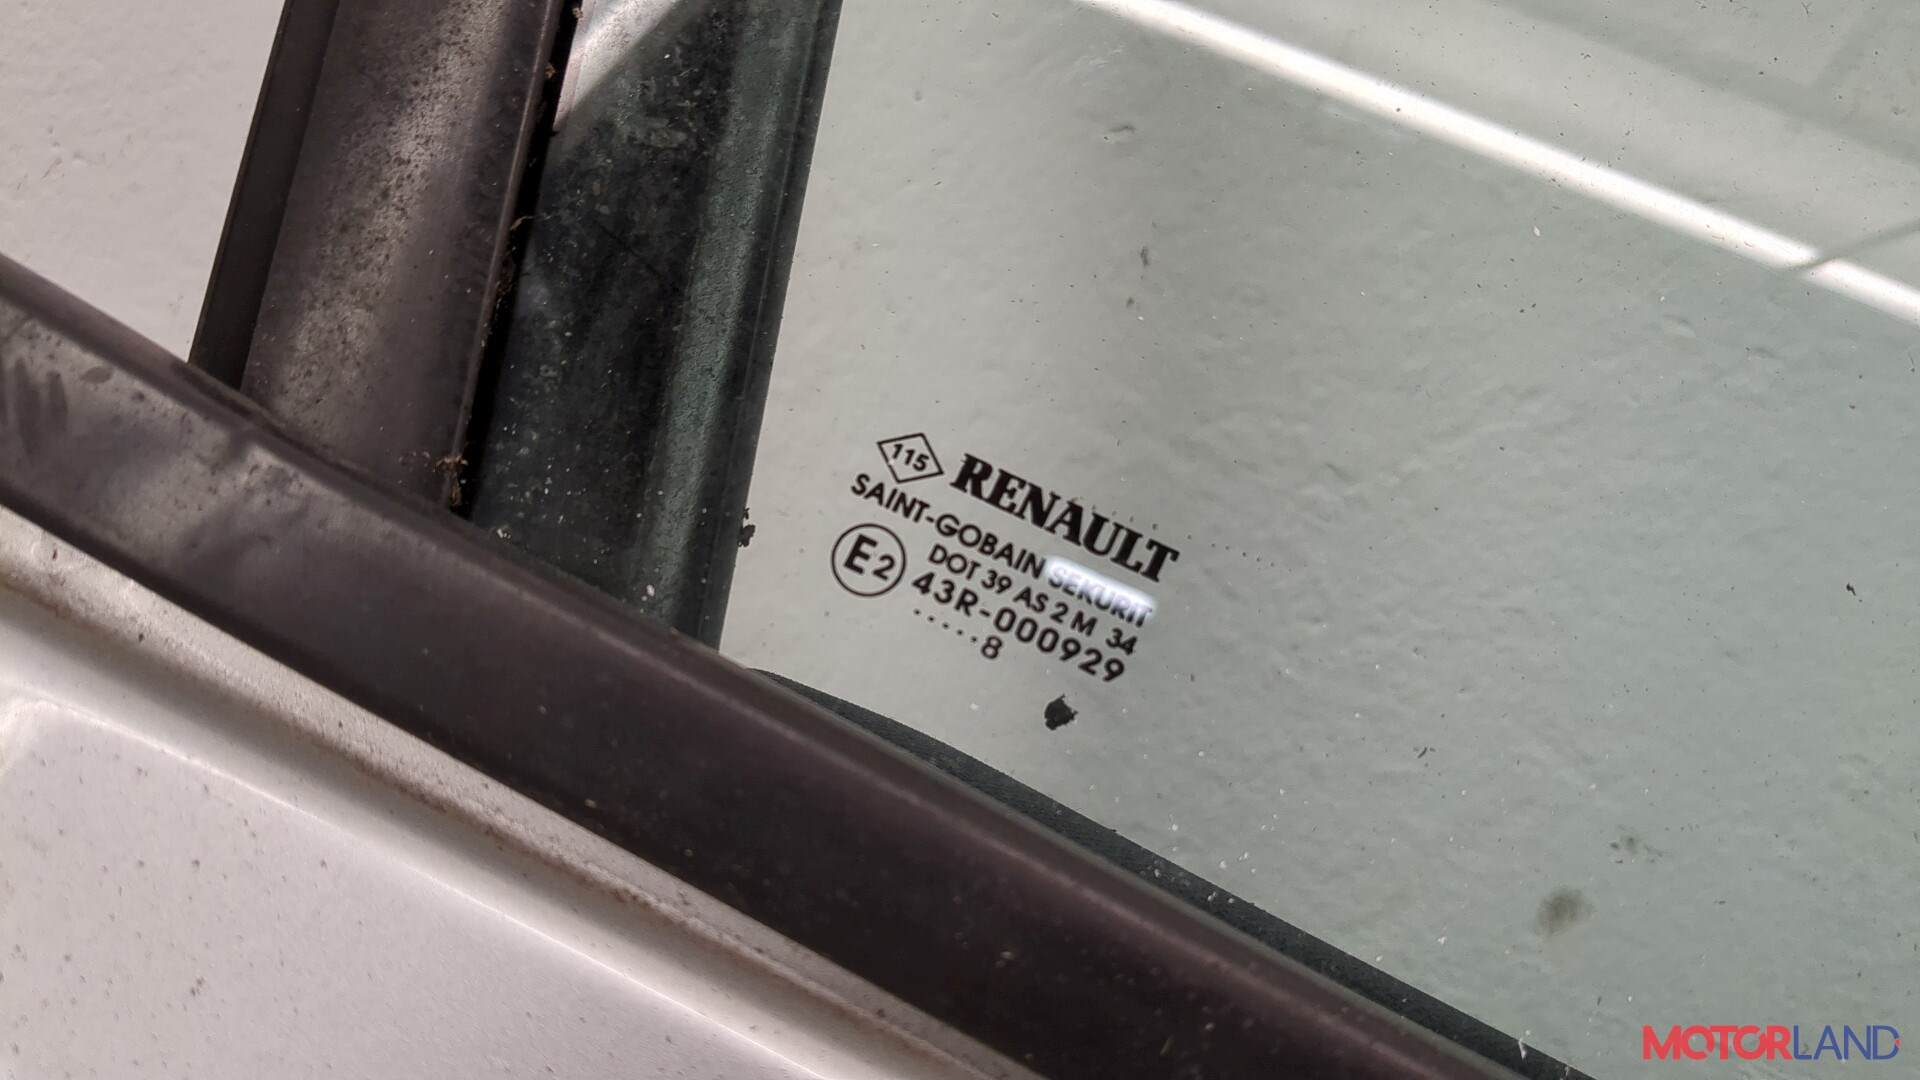 115 RENAULT
SAINT-GOBAIN SEKURIT
DOT 39 AS 2 M 34
E2 43R-000929
.....8
MOTORLAND